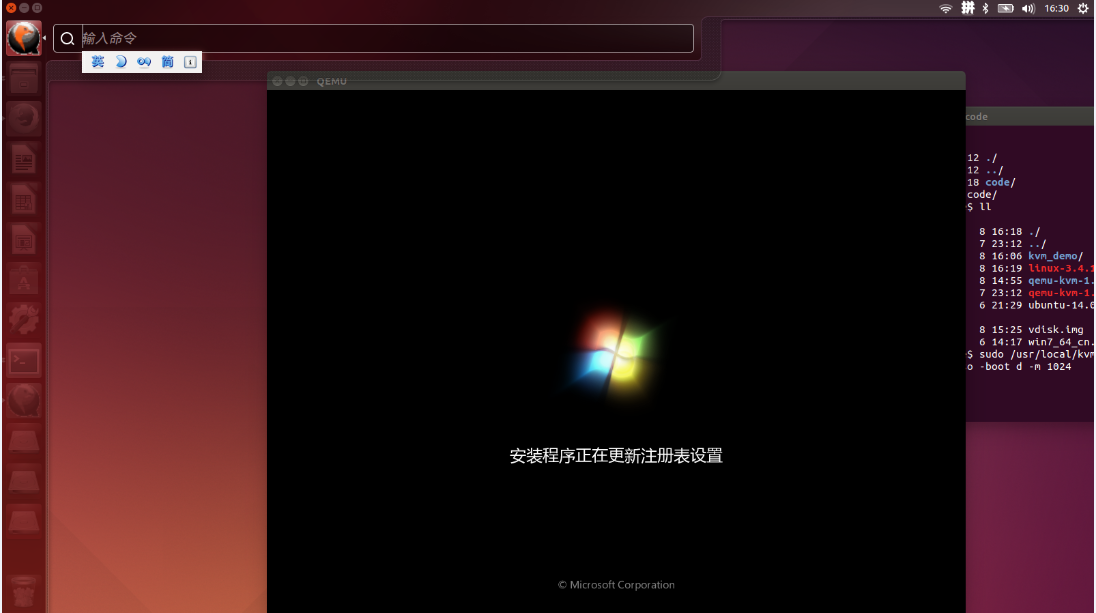 拼
16:30
输入命令
英 简
QEMU
code
12 ./
12 ../
18 code/
code/
$ ll
8 16:18 ./
7 23:12 ../
8 16:06 kvm_demo/
8 16:19 linux-3.4.1
8 14:55 qemu-kvm-1.
7 23:12 qemu-kvm-1.
6 21:29 ubuntu-14.0
8 15:25 vdisk.img
6 14:17 win7_64_cn.
$ sudo /usr/local/kvm
o -boot d -m 1024
安装程序正在更新注册表设置
© Microsoft Corporation